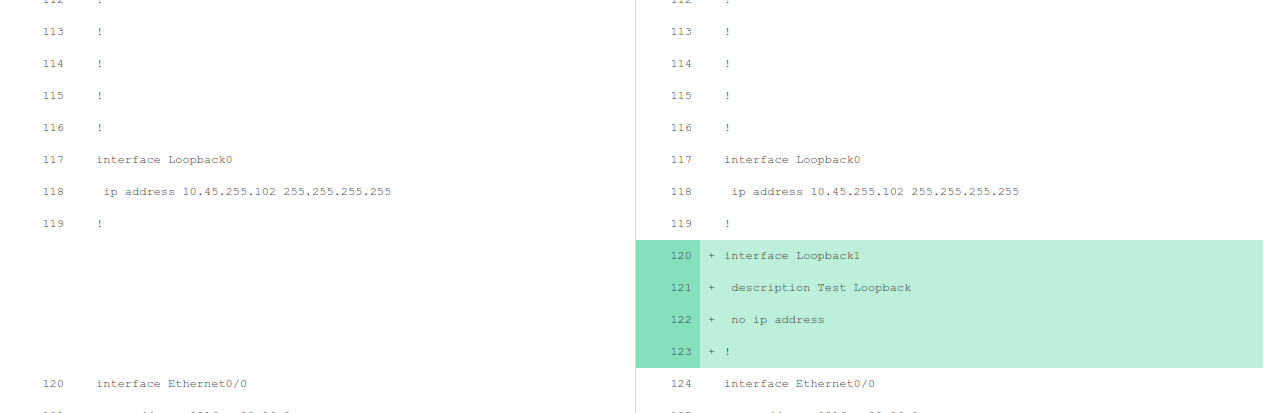 113 !
114 !
115 !
116 !
117 interface Loopback0
118 ip address 10.45.255.102 255.255.255.255
119 !
120 interface Ethernet0/0
113 !
114 !
115 !
116 !
117 interface Loopback0
118 ip address 10.45.255.102 255.255.255.255
119 !
120 + interface Loopback1
121 + description Test Loopback
122 + no ip address
123 + !
124 interface Ethernet0/0